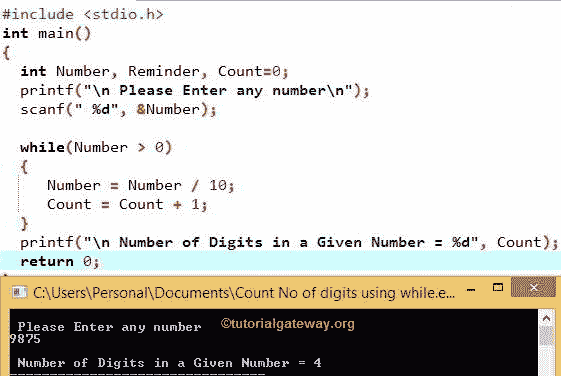 #include <stdio.h>
int main()
{
int Number, Reminder, Count=0;
printf("\n Please Enter any number\n");
scanf(" %d", &Number);
while(Number > 0)
{
Number = Number / 10;
Count = Count + 1;
}
printf("\n Number of Digits in a Given Number = %d", Count);
return 0;
C:\Users\Personal\Documents\Count No of digits using while.e...
Please Enter any number ©tutorialgateway.org
9875
Number of Digits in a Given Number = 4